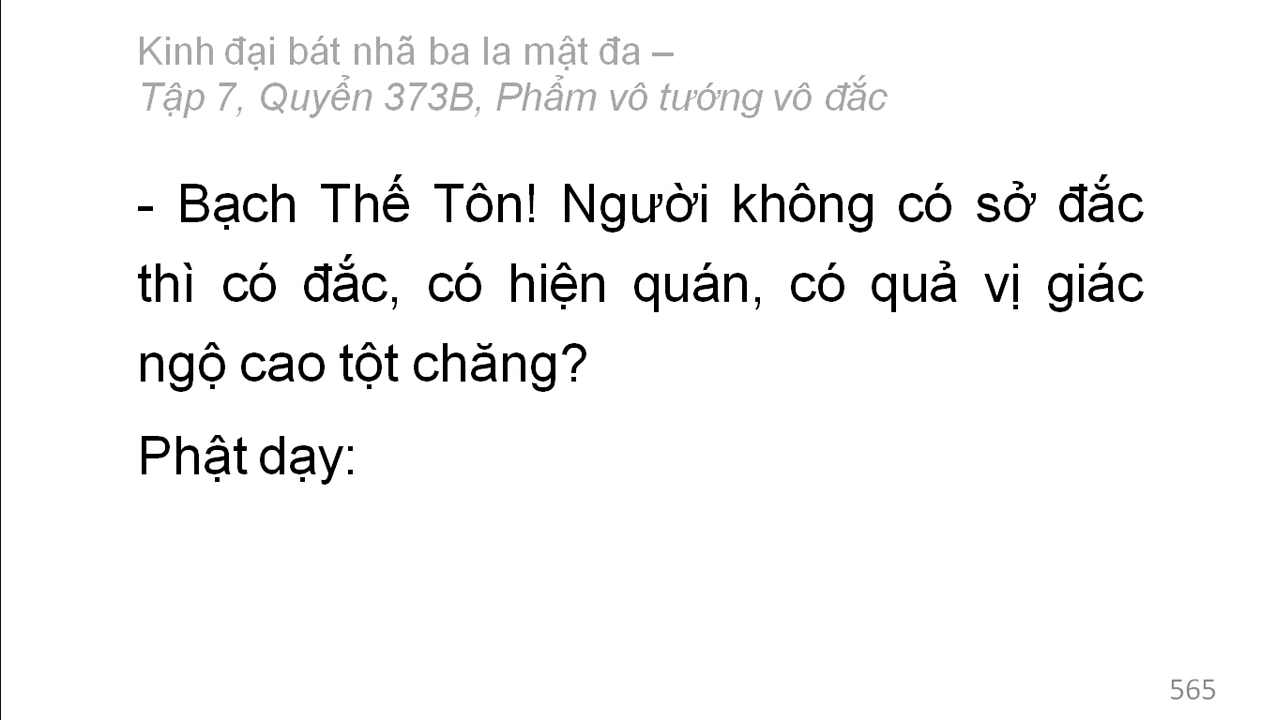 Kinh đại bát nhã ba la mật đa –
Tập 7, Quyển 373B, Phẩm vô tướng vô đắc
- Bạch Thế Tôn! Người không có sở đắc
thì có đắc, có hiện quán, có quả vị giác
ngộ cao tột chăng?
Phật dạy:
565